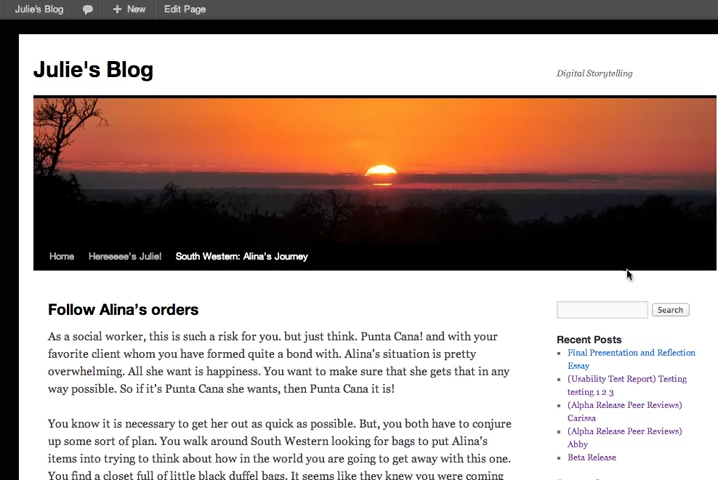 Julie's Blog New Edit Page
Julie's Blog
Digital Storytelling
Home Hereeeee's Julie! South Western: Alina's Journey
Follow Alina's orders
As a social worker, this is such a risk for you. but just think. Punta Cana! and with your
favorite client whom you have formed quite a bond with. Alina's situation is pretty
overwhelming. All she want is happiness. You want to make sure that she gets that in any
way possible. So if it's Punta Cana she wants, then Punta Cana it is!
You know it is necessary to get her out as quick as possible. But, you both have to conjure
up some sort of plan. You walk around South Western looking for bags to put Alina's
items into trying to think about how in the world you are going to get away with this one.
You find a closet full of little black duffel bags. It seems like they knew you were coming
Search
Recent Posts
Final Presentation and Reflection
Essay
(Usability Test Report) Testing
testing 1 2 3
(Alpha Release Peer Reviews)
Carissa
(Alpha Release Peer Reviews)
Abby
Beta Release